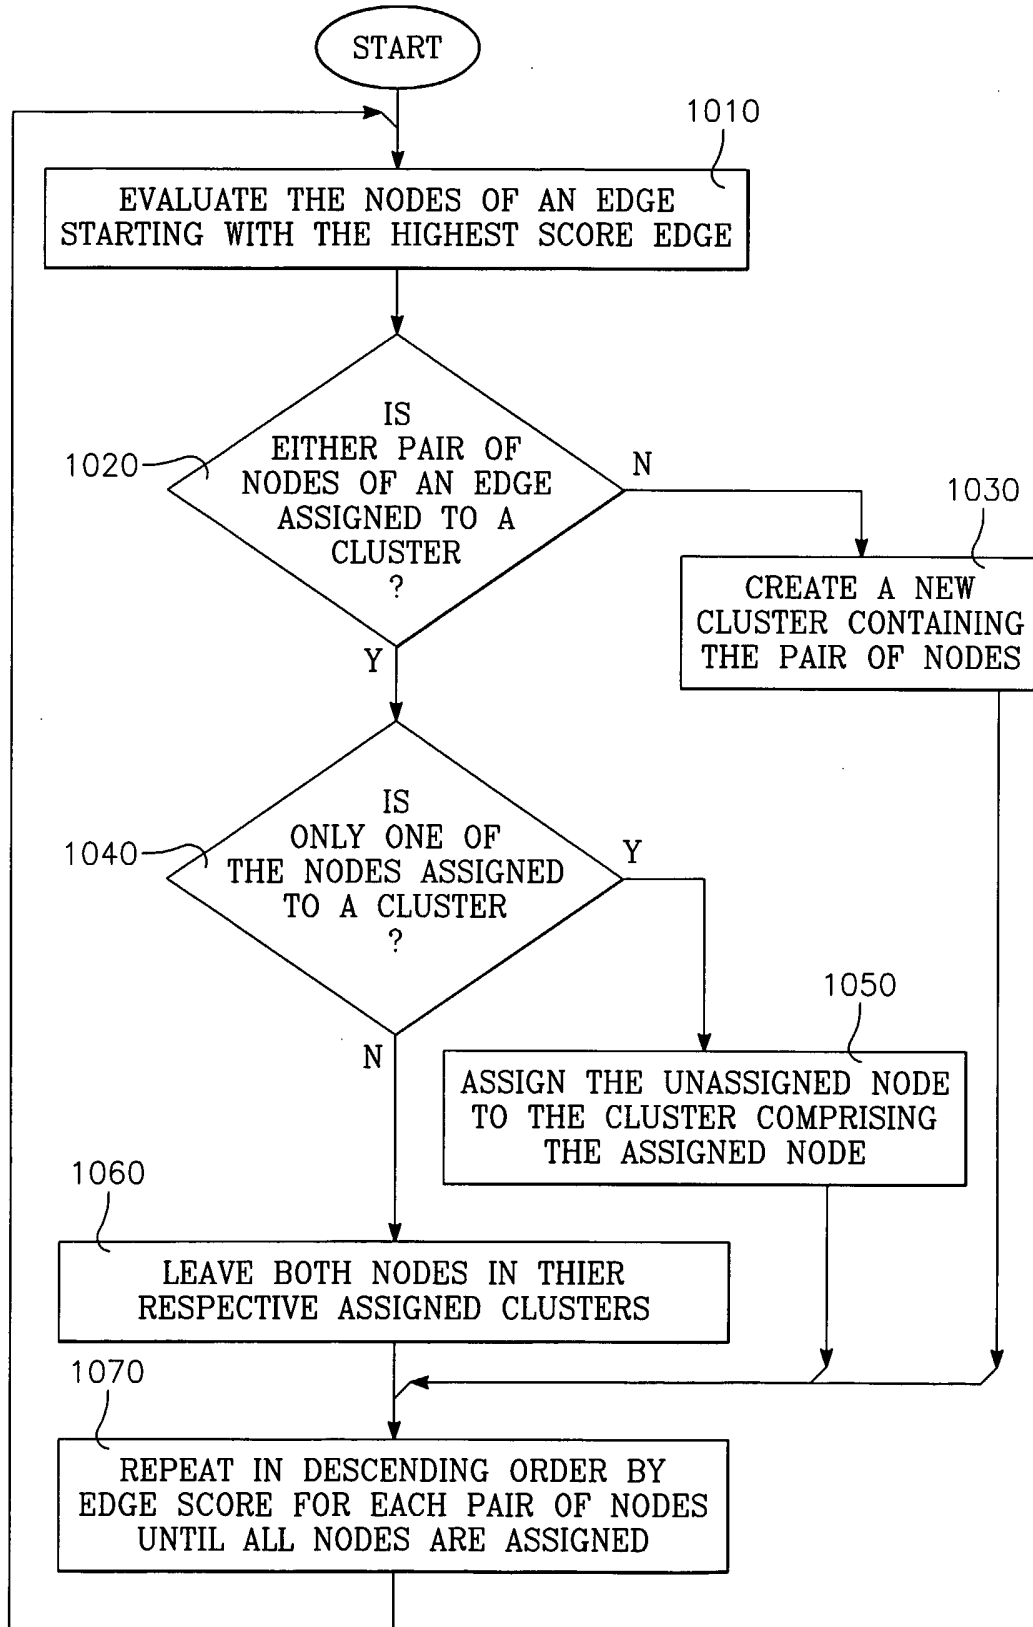 START
1010
EVALUATE THE NODES OF AN EDGE
STARTING WITH THE HIGHEST SCORE EDGE
1020
IS
EITHER PAIR OF
NODES OF AN EDGE
ASSIGNED TO A
CLUSTER
?
N
Y
1030
CREATE A NEW
CLUSTER CONTAINING
THE PAIR OF NODES
1040
IS
ONLY ONE OF
THE NODES ASSIGNED
TO A CLUSTER
?
Y
N
1050
ASSIGN THE UNASSIGNED NODE
TO THE CLUSTER COMPRISING
THE ASSIGNED NODE
1060
LEAVE BOTH NODES IN THIER
RESPECTIVE ASSIGNED CLUSTERS
1070
REPEAT IN DESCENDING ORDER BY
EDGE SCORE FOR EACH PAIR OF NODES
UNTIL ALL NODES ARE ASSIGNED